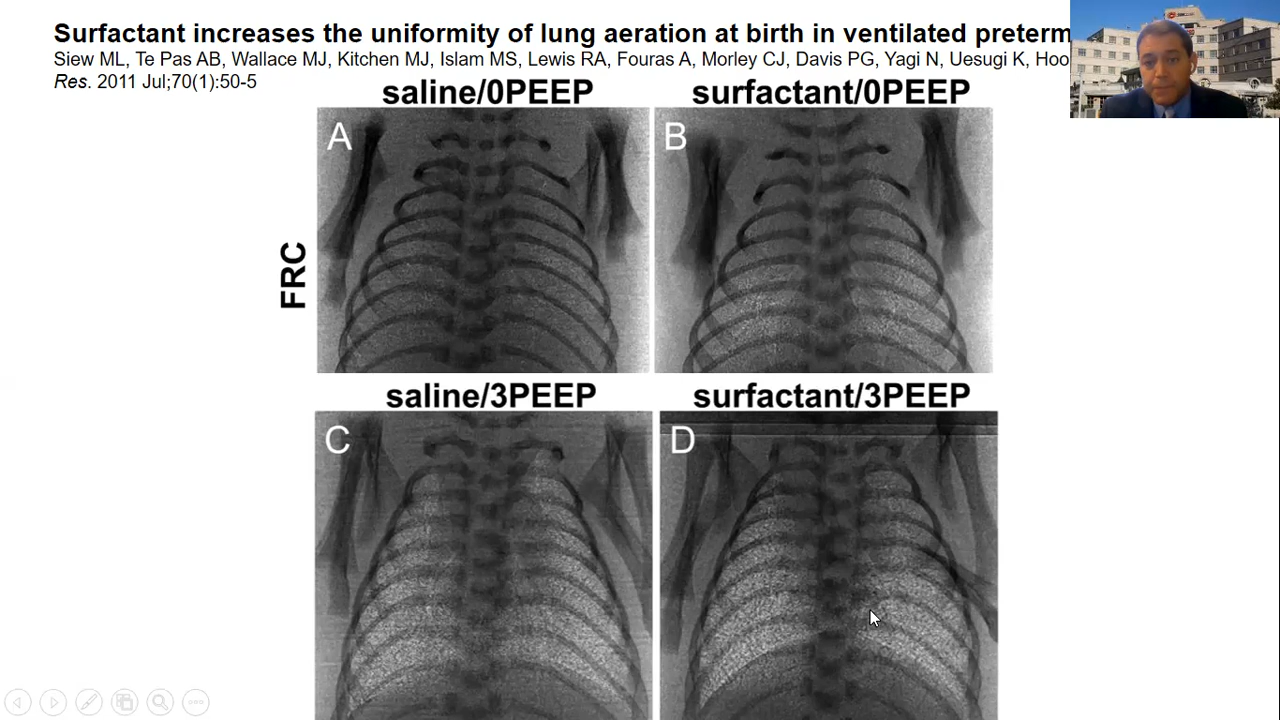 Surfactant increases the uniformity of lung aeration at birth in ventilated preterm
Siew ML, Te Pas AB, Wallace MJ, Kitchen MJ, Islam MS, Lewis RA, Fouras A, Morley CJ, Davis PG, Yagi N, Uesugi K, Hoo
Res. 2011 Jul;70(1):50-5
saline/0PEEP
surfactant/0PEEP
A
B
FRC
saline/3PEEP
surfactant/3PEEP
C
D